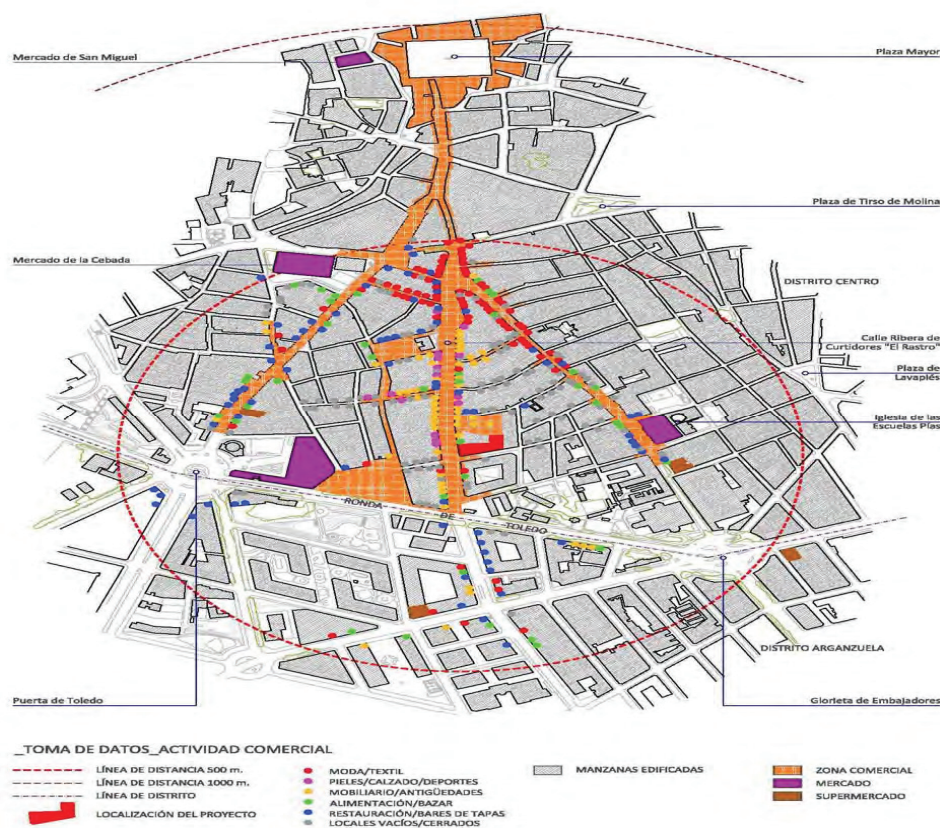 Mercado de San Miguel
Plaza Mayor
Plaza de Tirso de Molina
Mercado de la Cebada
DISTRITO CENTRO
Calle Ribera de
Curtidores "El Rastro"
Plaza de
Lavapiés
Iglesia de las
Escuelas Pías
RONDA DE TOLEDO
DISTRITO ARGANZUELA
Puerta de Toledo
Glorieta de Embajadores
_TOMA DE DATOS_ACTIVIDAD COMERCIAL
LÍNEA DE DISTANCIA 500 m.
LÍNEA DE DISTANCIA 1000 m.
LÍNEA DE DISTRITO
LOCALIZACIÓN DEL PROYECTO
MODA/TEXTIL
PIELES/CALZADO/DEPORTES
MOBILIARIO/ANTIGÜEDADES
ALIMENTACIÓN/BAZAR
RESTAURACIÓN/BARES DE TAPAS
LOCALES VACÍOS/CERRADOS
MANZANAS EDIFICADAS
ZONA COMERCIAL
MERCADO
SUPERMERCADO